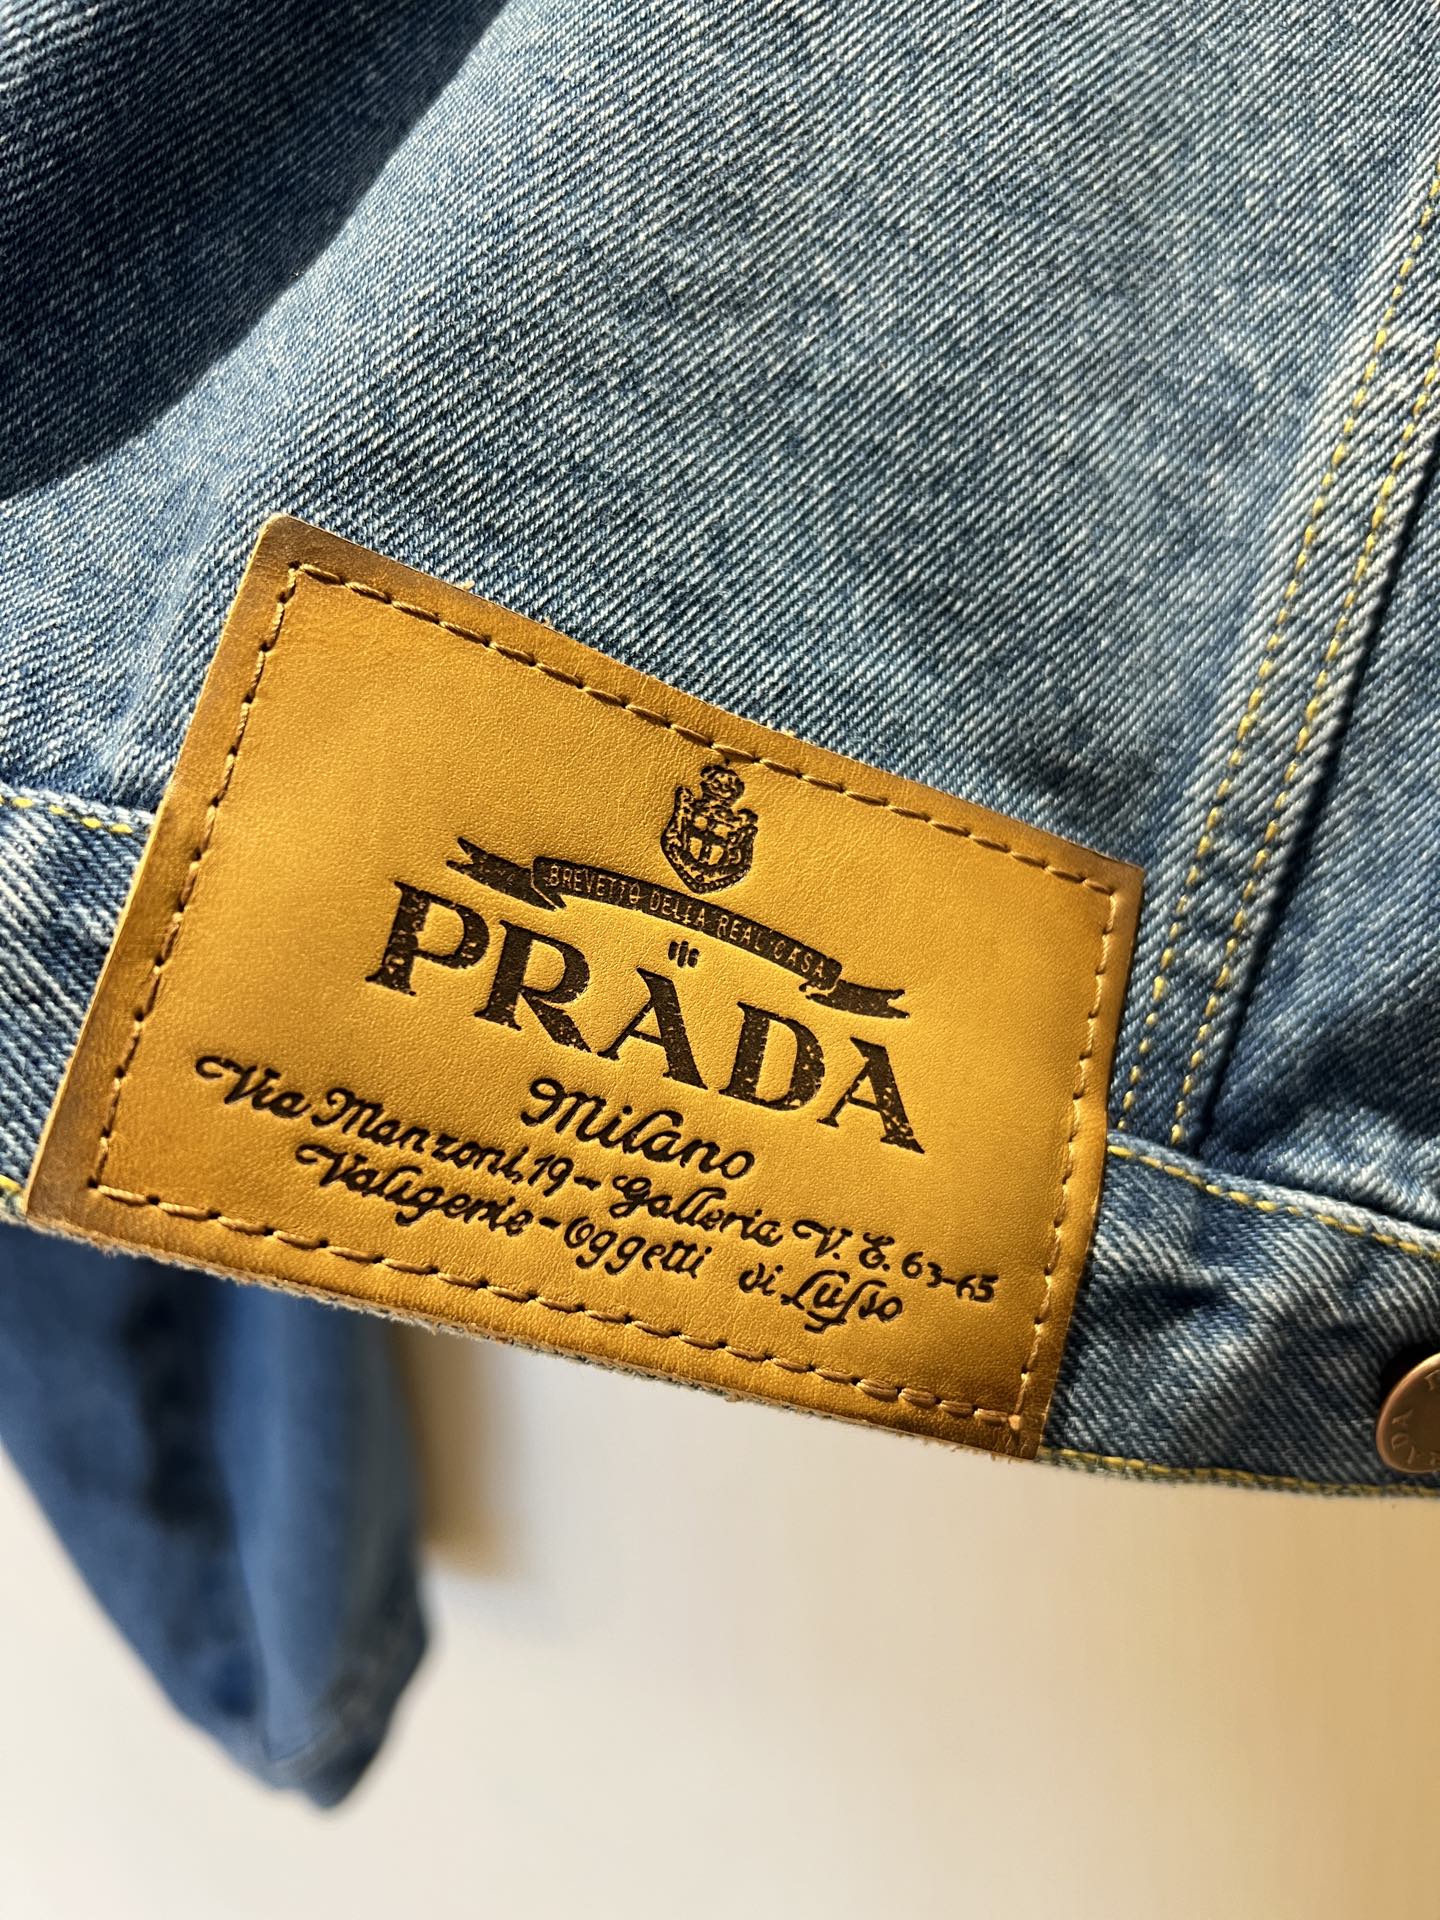 BREVETTO DELLA REAL CASA
PRADA
Milano
Via Manzoni, 19 - Galleria V. E. 63-65
Valigerie - Oggetti di Lusso